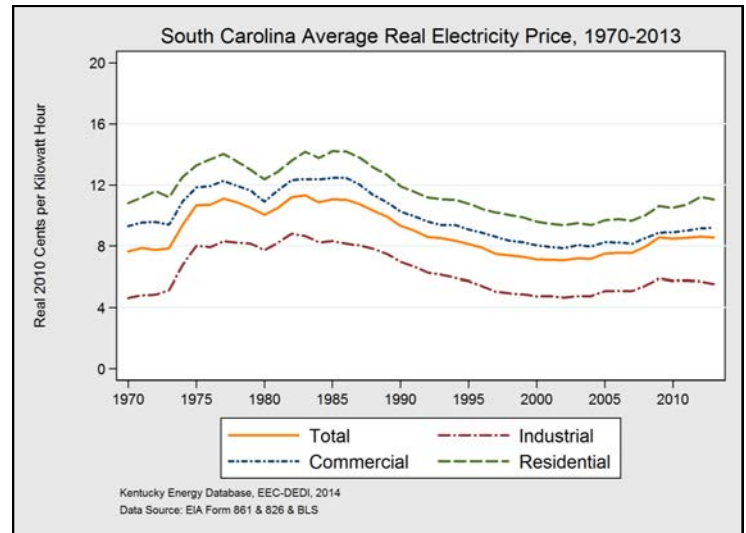 South Carolina Average Real Electricity Price, 1970-2013
Real 2010 Cents per Kilowatt Hour
20
16
12
8
4
0
1970 1975 1980 1985 1990 1995 2000 2005 2010
Total Industrial
Commercial Residential
Kentucky Energy Database, EEC-DEDI, 2014
Data Source: EIA Form 861 & 826 & BLS